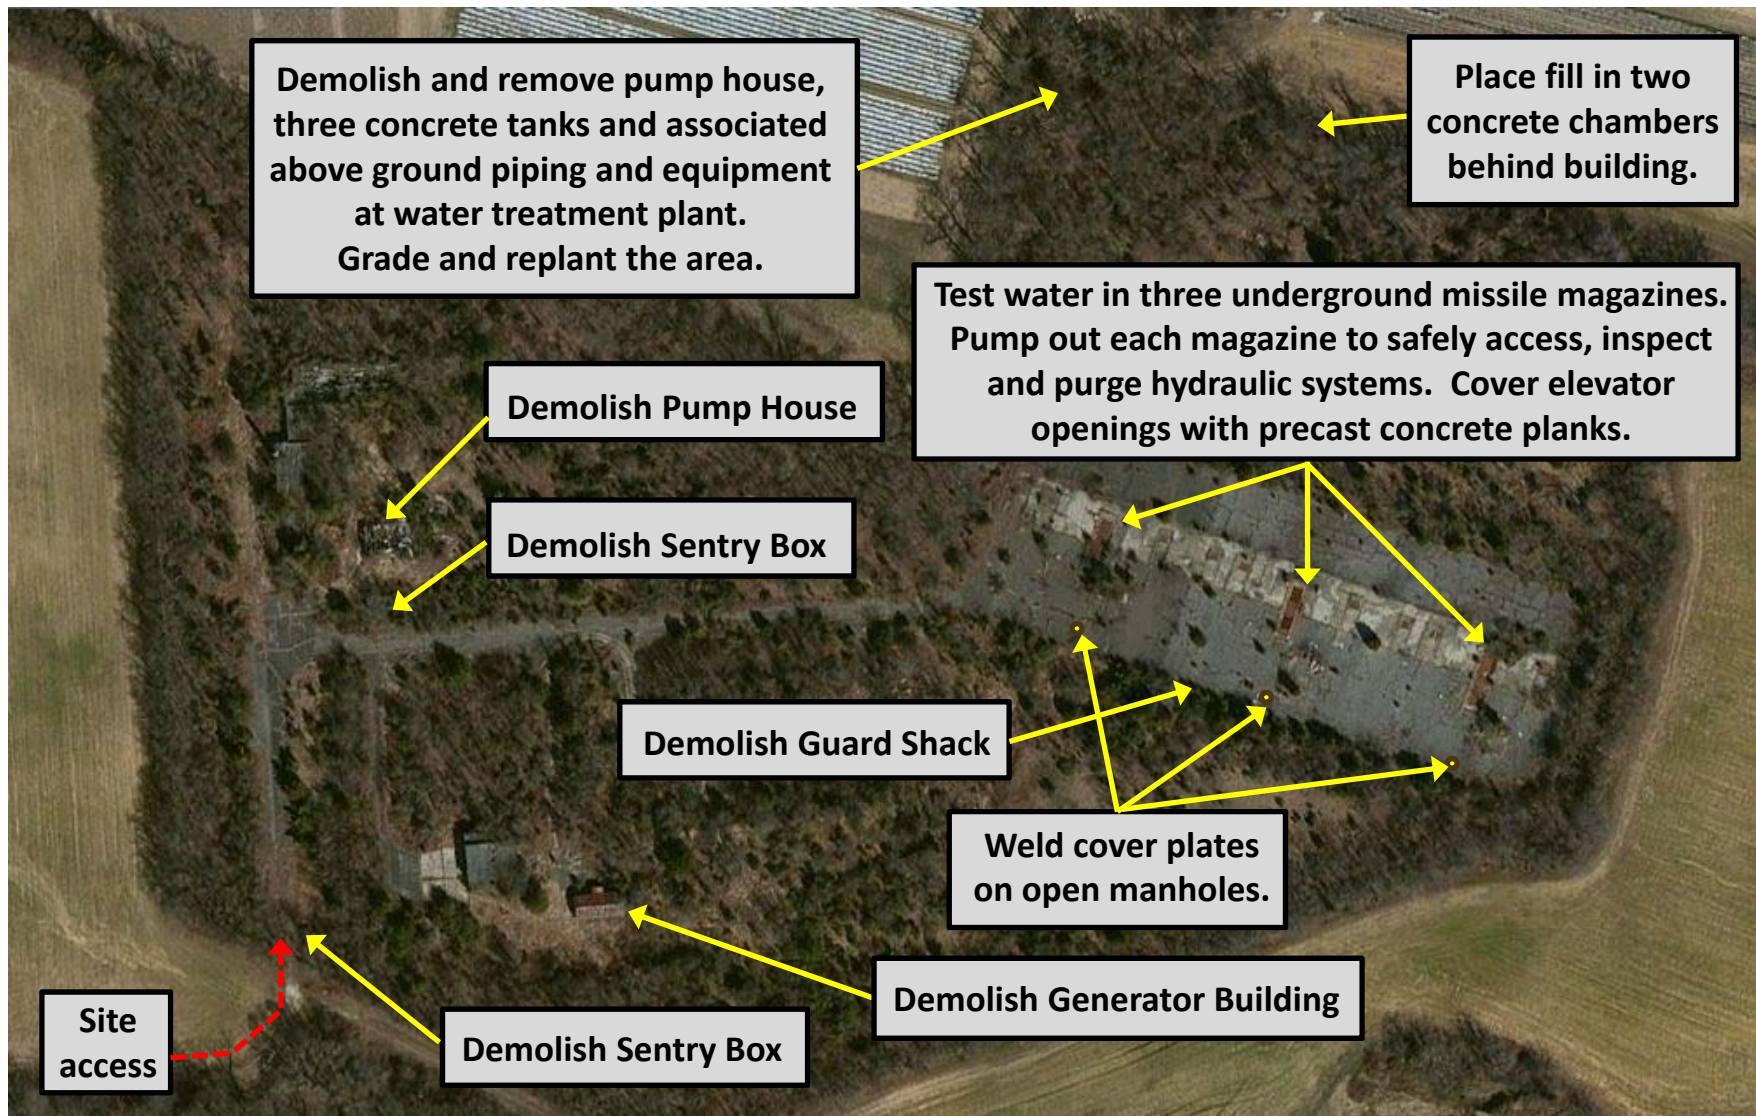 Demolish and remove pump house,
three concrete tanks and associated
above ground piping and equipment
at water treatment plant.
Grade and replant the area.
Place fill in two
concrete chambers
behind building.
Test water in three underground missile magazines.
Pump out each magazine to safely access, inspect
and purge hydraulic systems.  Cover elevator
openings with precast concrete planks.
Demolish Pump House
Demolish Sentry Box
Demolish Guard Shack
Weld cover plates
on open manholes.
Demolish Generator Building
Site
access
Demolish Sentry Box